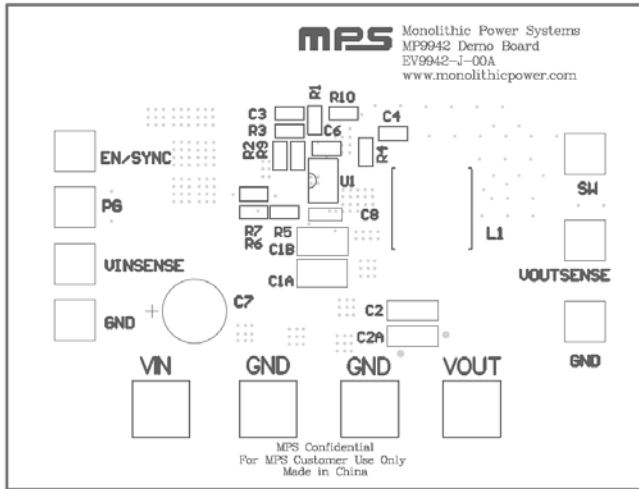 MPS
Monolithic Power Systems
MP9942 Demo Board
EV9942-J-00A
www.monolithicpower.com
R1
C3
R10
R3
C4
C6
R2
R9
R4
EN/SYNC
U1
SW
PG
C8
R7
R5
R6
L1
C1B
VINSENSE
VOUTSENSE
C1A
C7
C2
GND
C2A
GND
VIN
GND
GND
VOUT
MPS Confidential
For MPS Customer Use Only
Made in China